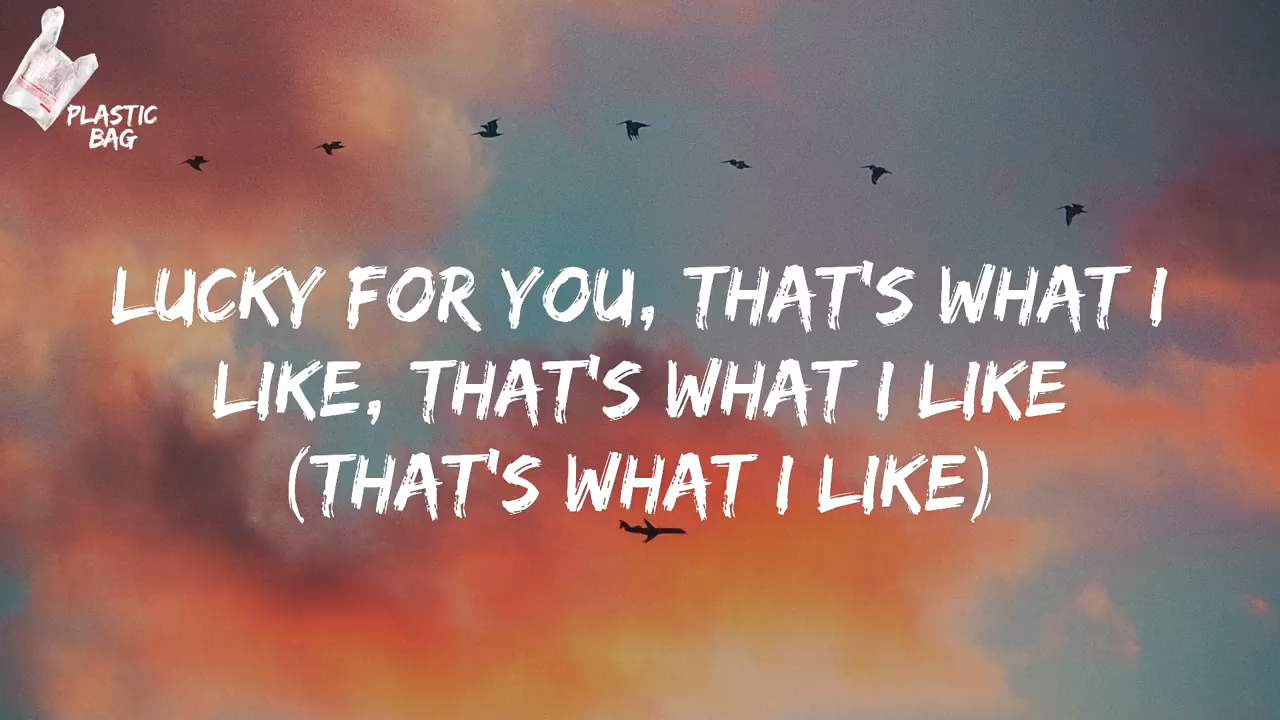 PLASTIC
BAG
LUCKY FOR YOU, THAT'S WHAT I
LIKE, THAT'S WHAT I LIKE
(THAT'S WHAT I LIKE)